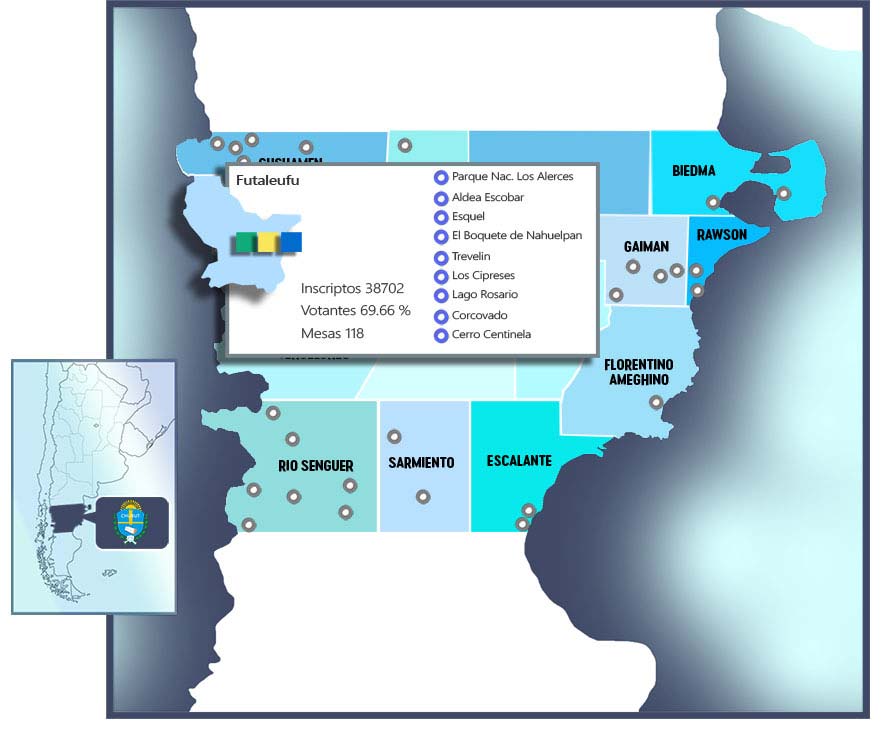 CUSHAMEN
BIEDMA
Futaleufu
Parque Nac. Los Alerces
Aldea Escobar
Esquel
El Boquete de Nahuelpan
Trevelin
Los Cipreses
Lago Rosario
Corcovado
Cerro Centinela
Inscriptos 38702
Votantes 69.66 %
Mesas 118
RAWSON
GAIMAN
FLORENTINO
AMEGHINO
RIO SENGUER
SARMIENTO
ESCALANTE
CHUBUT